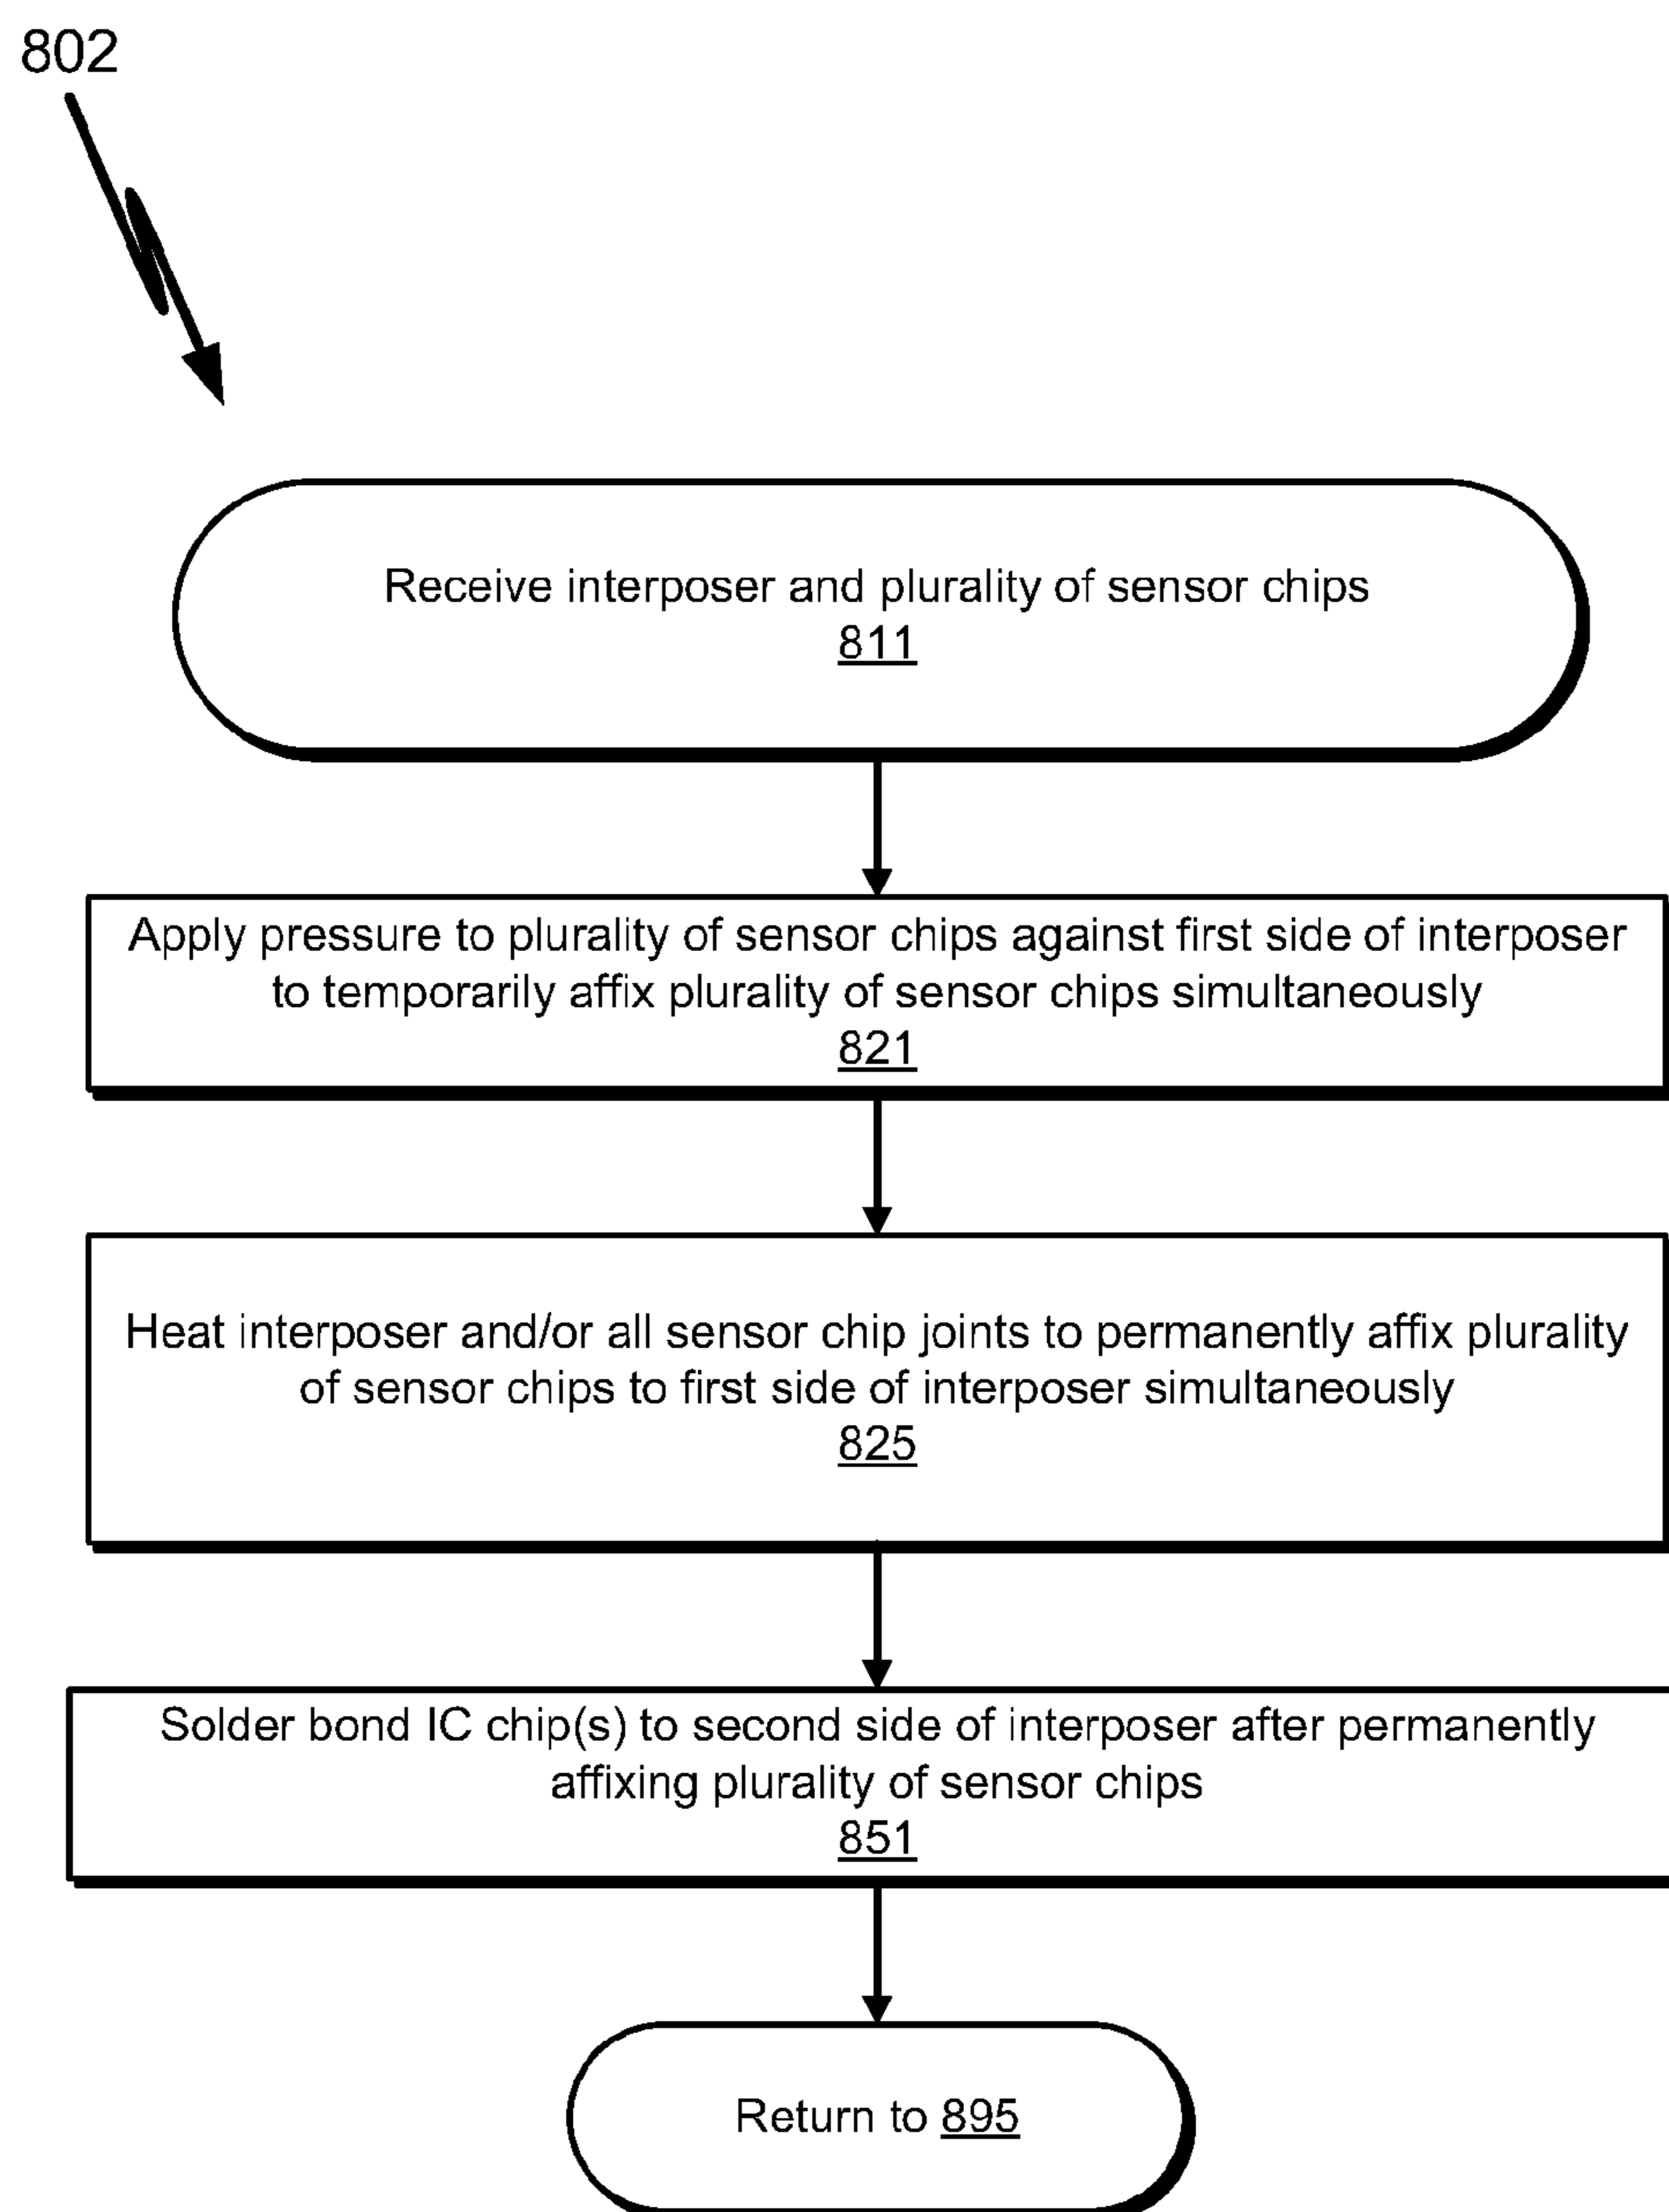 802
Receive interposer and plurality of sensor chips
811
Apply pressure to plurality of sensor chips against first side of interposer
to temporarily affix plurality of sensor chips simultaneously
821
Heat interposer and/or all sensor chip joints to permanently affix plurality
of sensor chips to first side of interposer simultaneously
825
Solder bond IC chip(s) to second side of interposer after permanently
affixing plurality of sensor chips
851
Return to 895